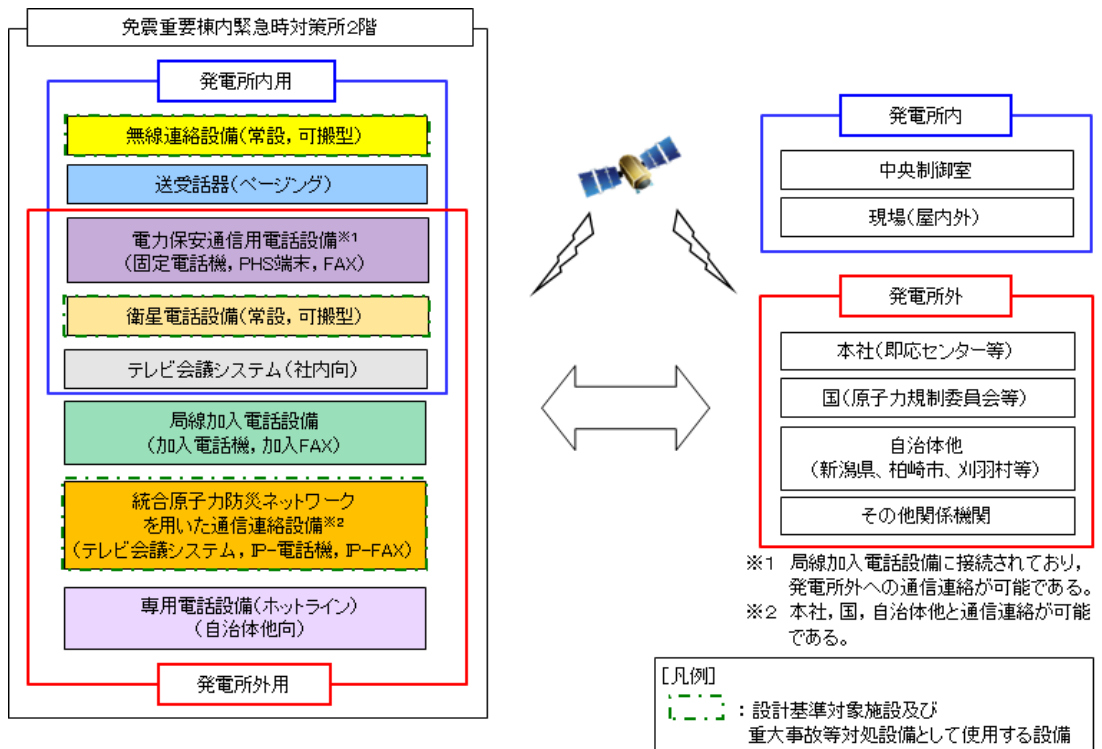 免震重要棟内緊急時対策所2階
発電所内用
無線連絡設備(常設，可搬型)
送受話器(ページング)
電力保安通信用電話設備※1
(固定電話機，PHS端末，FAX)
衛星電話設備(常設，可搬型)
テレビ会議システム(社内向)
局線加入電話設備
(加入電話機，加入FAX)
統合原子力防災ネットワーク
を用いた通信連絡設備※2
(テレビ会議システム，IP-電話機，IP-FAX)
専用電話設備(ホットライン)
(自治体他向)
発電所外用
発電所内
中央制御室
現場(屋内外)
発電所外
本社(即応センター等)
国(原子力規制委員会等)
自治体他
(新潟県、柏崎市、刈羽村等)
その他関係機関
※1 局線加入電話設備に接続されており，
発電所外への通信連絡が可能である。
※2 本社，国，自治体他と通信連絡が可能
である。
[凡例]
：設計基準対象施設及び
重大事故等対処設備として使用する設備